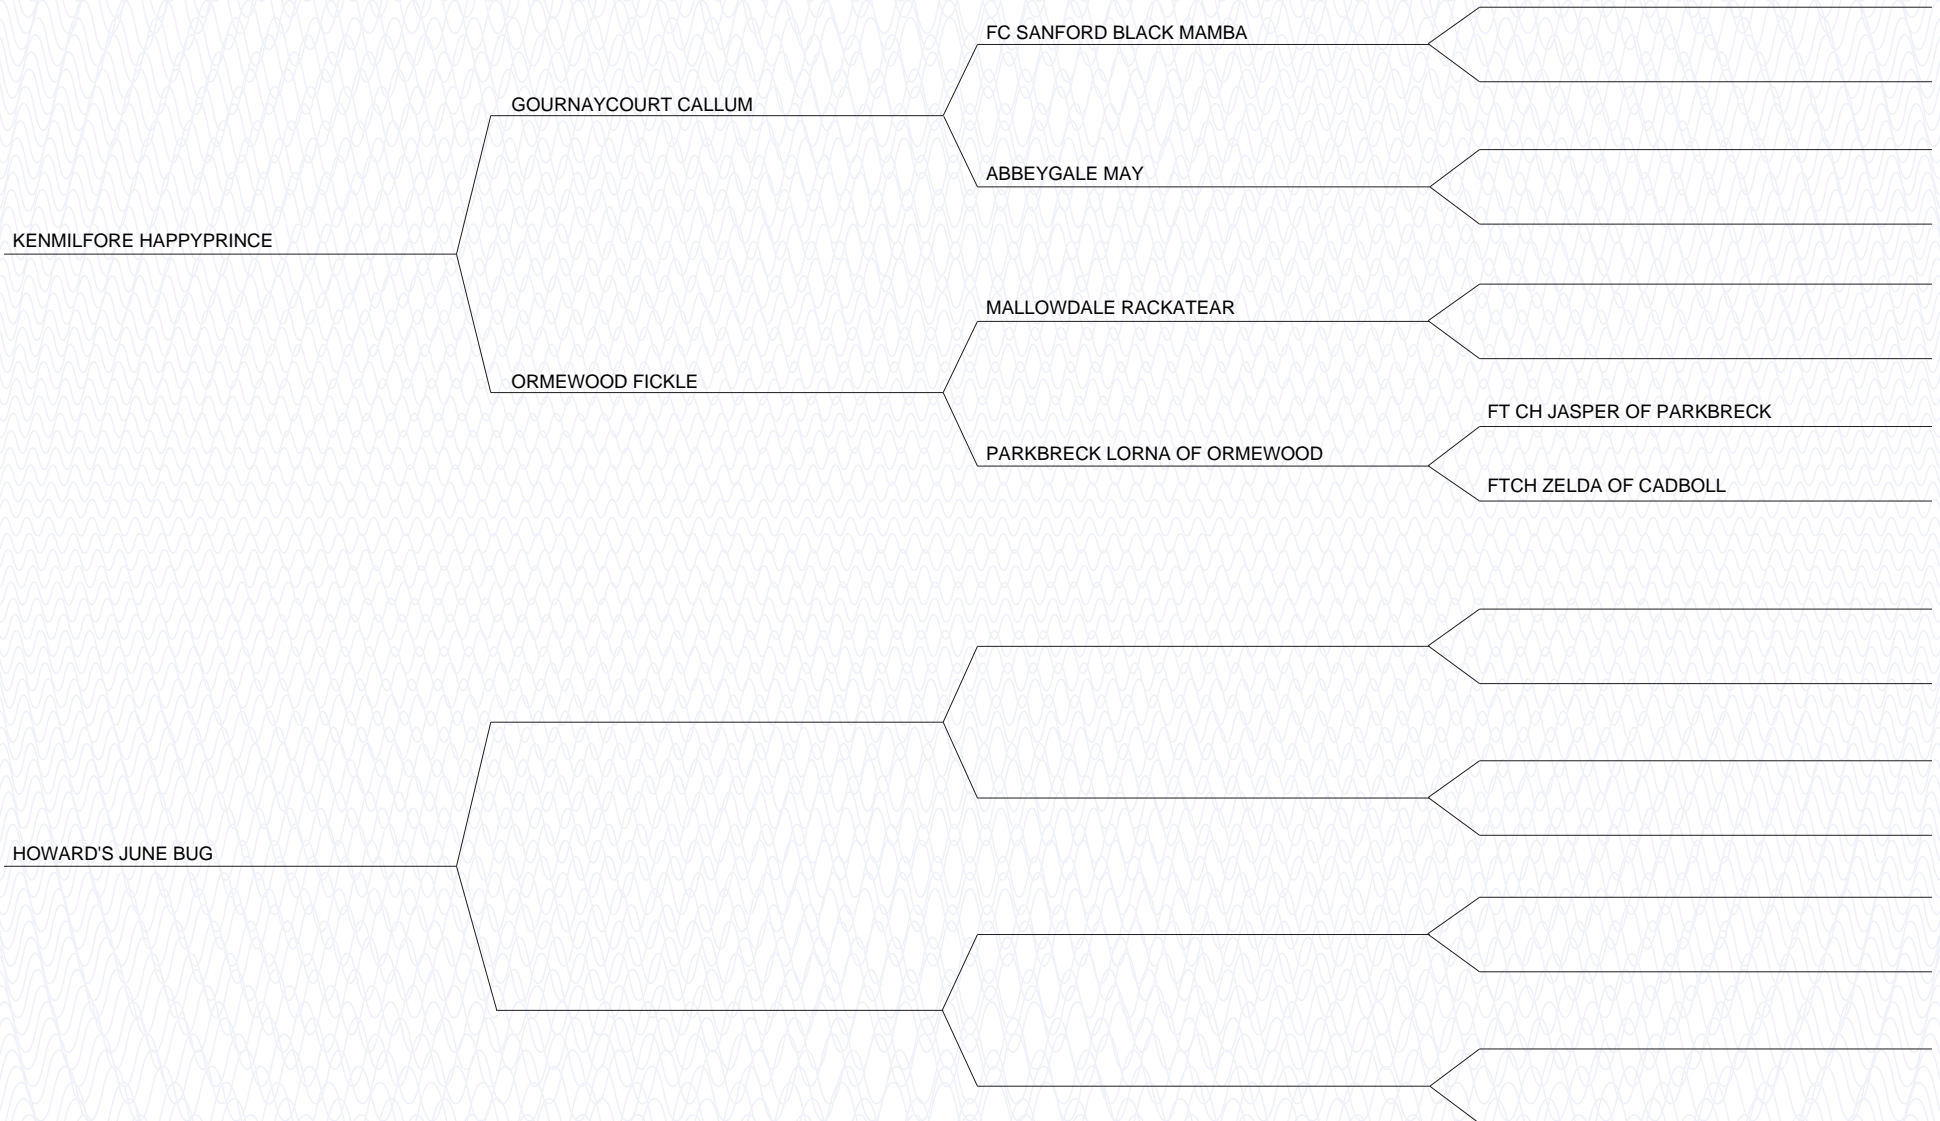 FC SANFORD BLACK MAMBA
GOURNAYCOURT CALLUM
ABBEYGALE MAY
KENMILFORE HAPPYPRINCE
MALLOWDALE RACKATEAR
ORMEWOOD FICKLE
FT CH JASPER OF PARKBRECK
PARKBRECK LORNA OF ORMEWOOD
FTCH ZELDA OF CADBOLL
HOWARD'S JUNE BUG